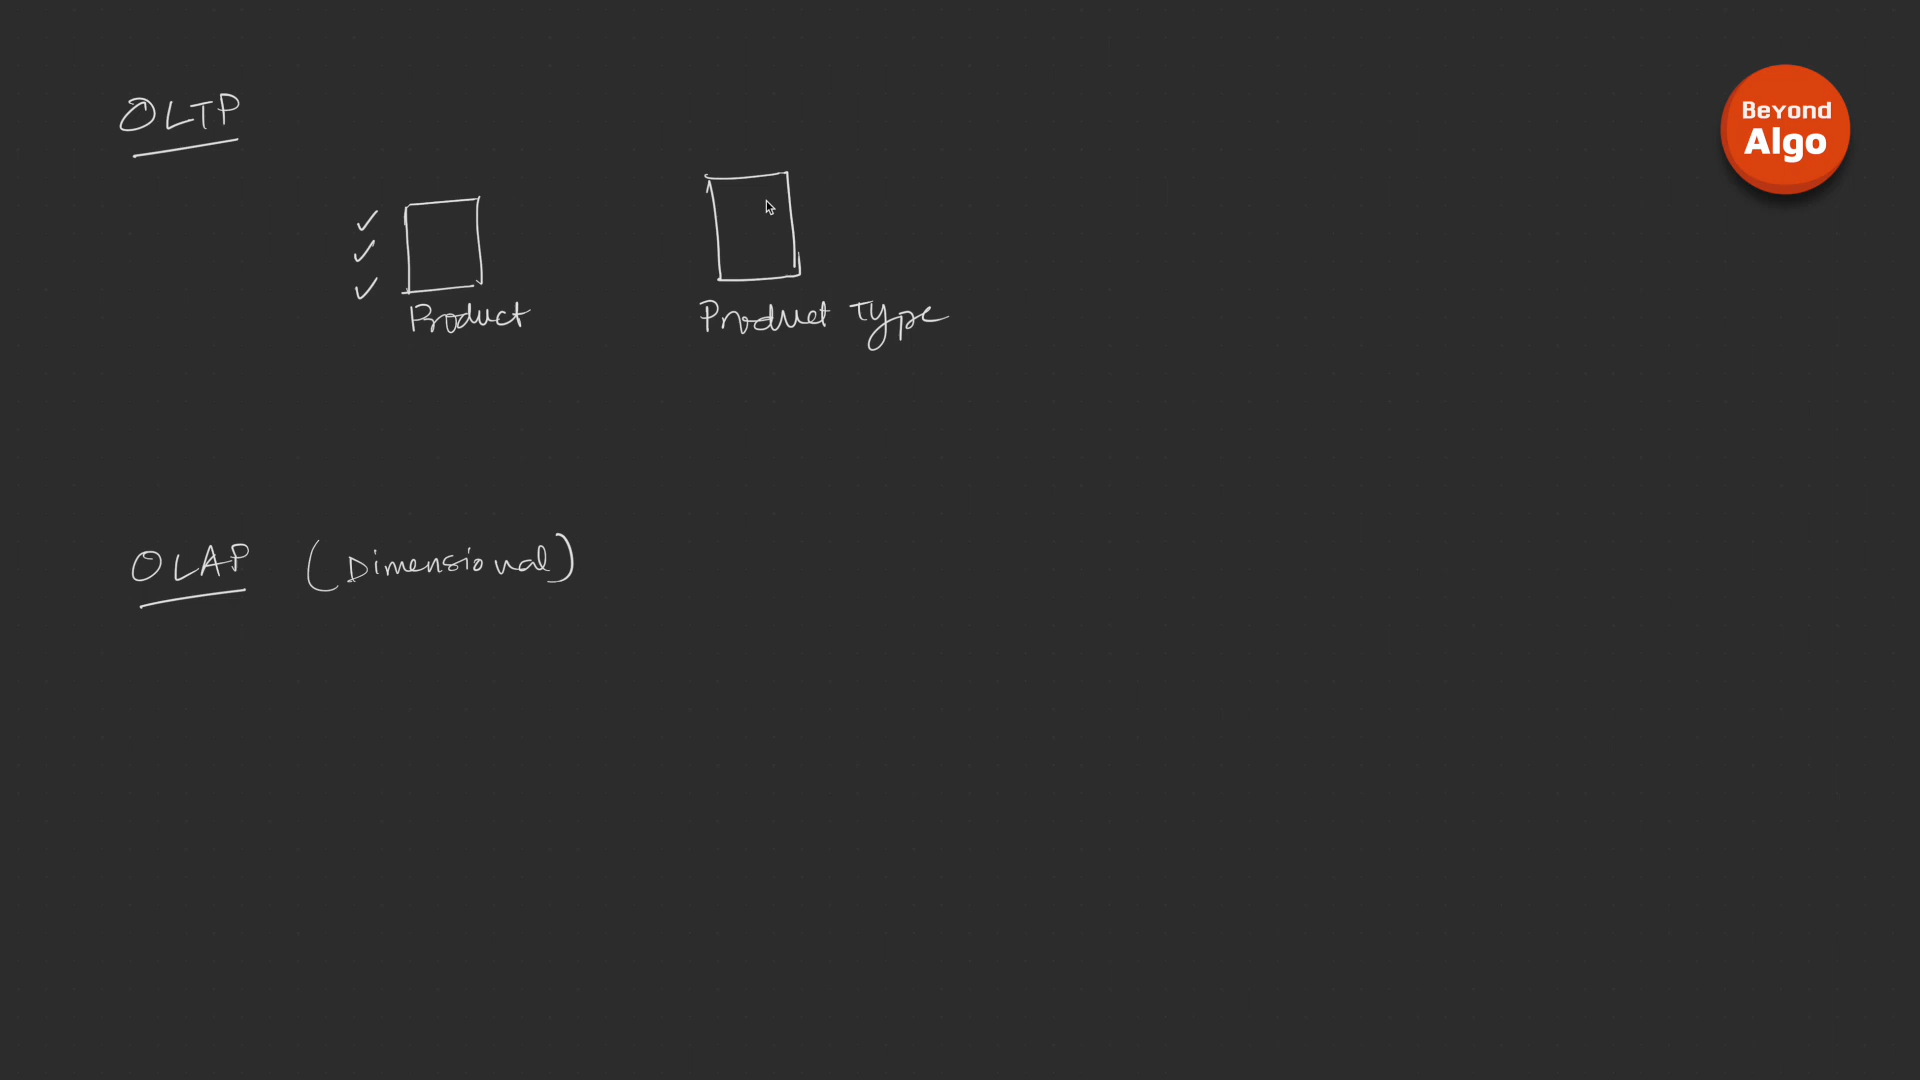 OLTP
Beyond
Algo
Product
Product Type
OLAP (Dimensional)